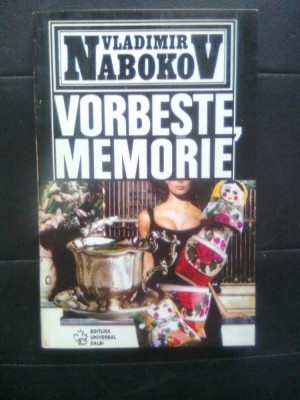 VLADIMIR
NABOKOV
VORBEȘTE,
MEMORIE
EDITURA
UNIVERSAL
DALSI